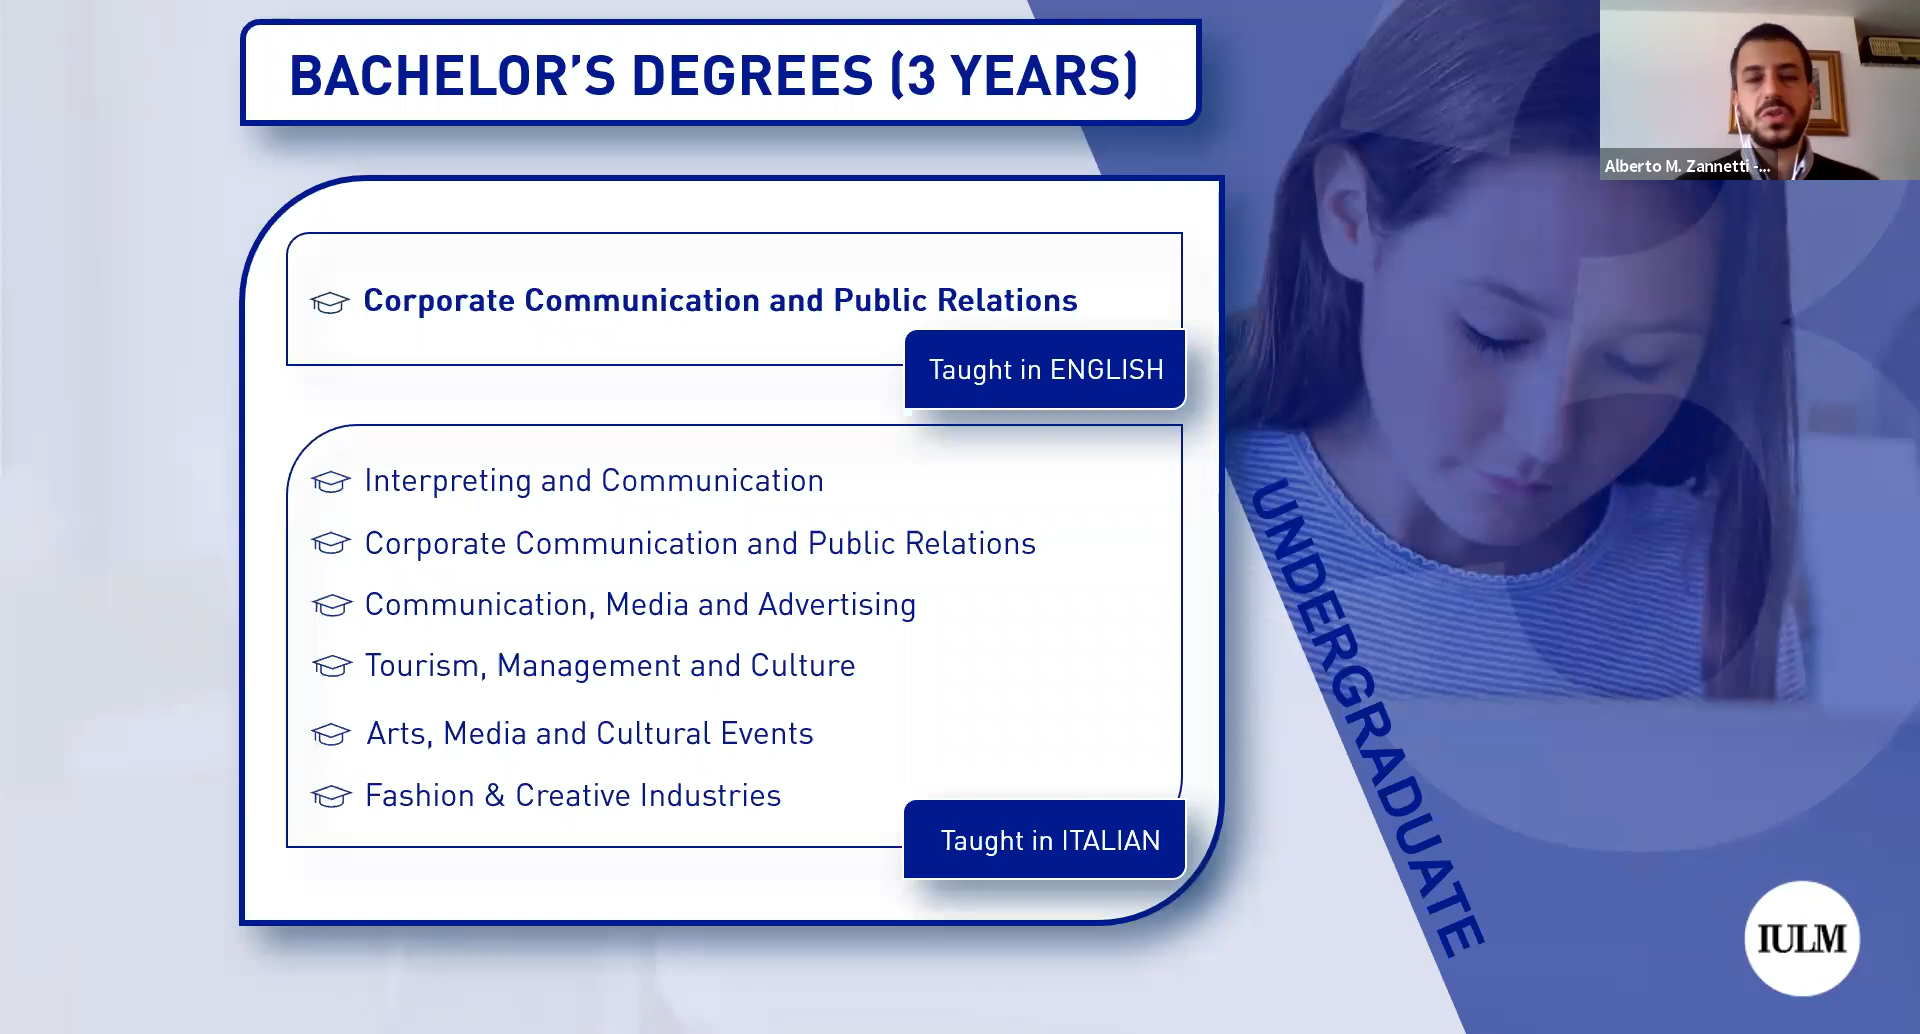 BACHELOR’S DEGREES (3 YEARS)
Alberto M. Zannetti -...
Corporate Communication and Public Relations
Taught in ENGLISH
Interpreting and Communication
Corporate Communication and Public Relations
Communication, Media and Advertising
Tourism, Management and Culture
Arts, Media and Cultural Events
Fashion & Creative Industries
Taught in ITALIAN
UNDERGRADUATE
IULM